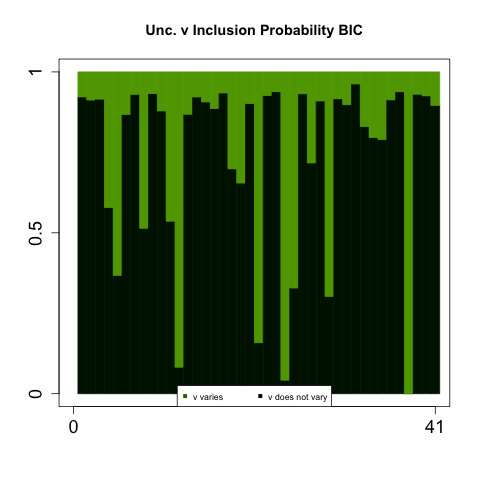 Unc. v Inclusion Probability BIC
1
0.5
0
v varies
v does not vary
0
41